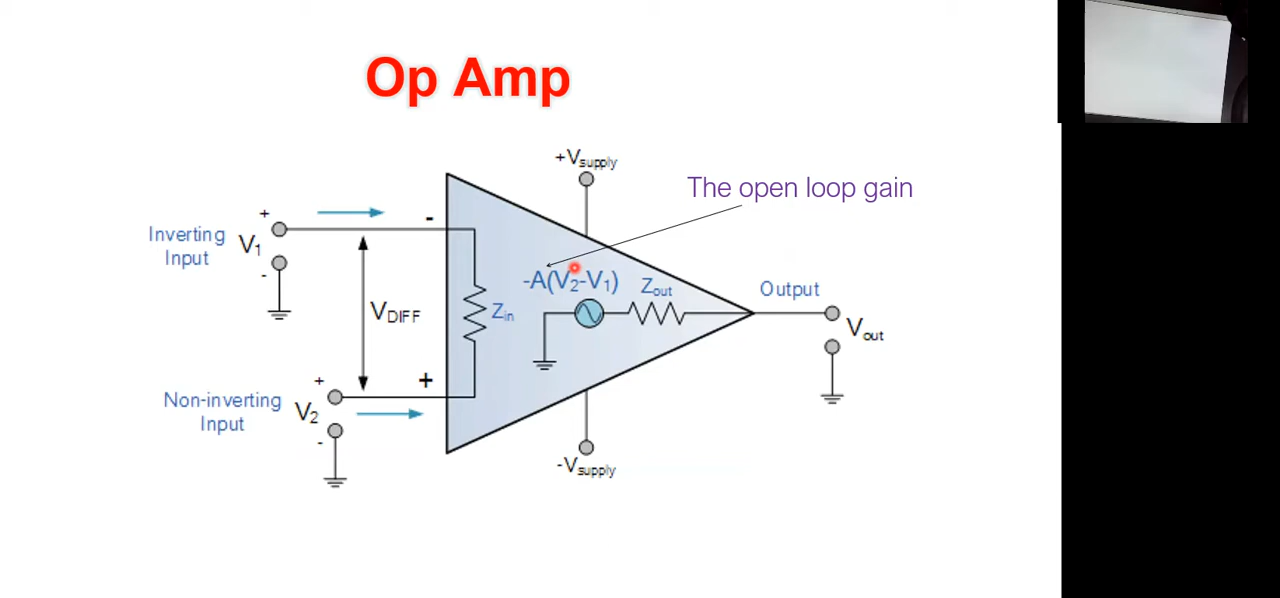 Op Amp
+Vsupply
The open loop gain
+
-
Inverting
Input
V1
-
-A(V2-V1)
Zout
Output
VDIFF
Zin
Vout
+
+
Non-inverting
Input
V2
-
-Vsupply